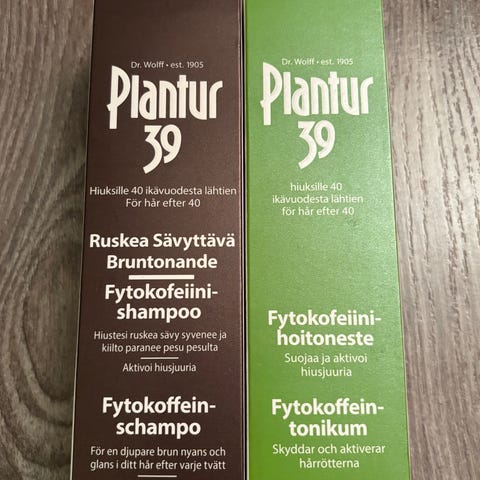 Dr. Wolff • est. 1905
Plantur
39
Hiuksille 40 ikävuodesta lähtien
För hår efter 40
Ruskea Sävyttävä
Bruntonande
Fytokofeiini-
shampoo
Hiustesi ruskea sävy syvenee ja
kiilto paranee pesu pesulta
Aktivoi hiusjuuria
Fytokoffein-
schampo
För en djupare brun nyans och
glans i ditt hår efter varje tvätt
Dr. Wolff • est. 1905
Plantur
39
hiuksille 40
ikävuodesta lähtien
för hår efter 40
Fytokofeiini-
hoitoneste
Suojaa ja aktivoi
hiusjuuria
Fytokoffein-
tonikum
Skyddar och aktiverar
hårrötterna